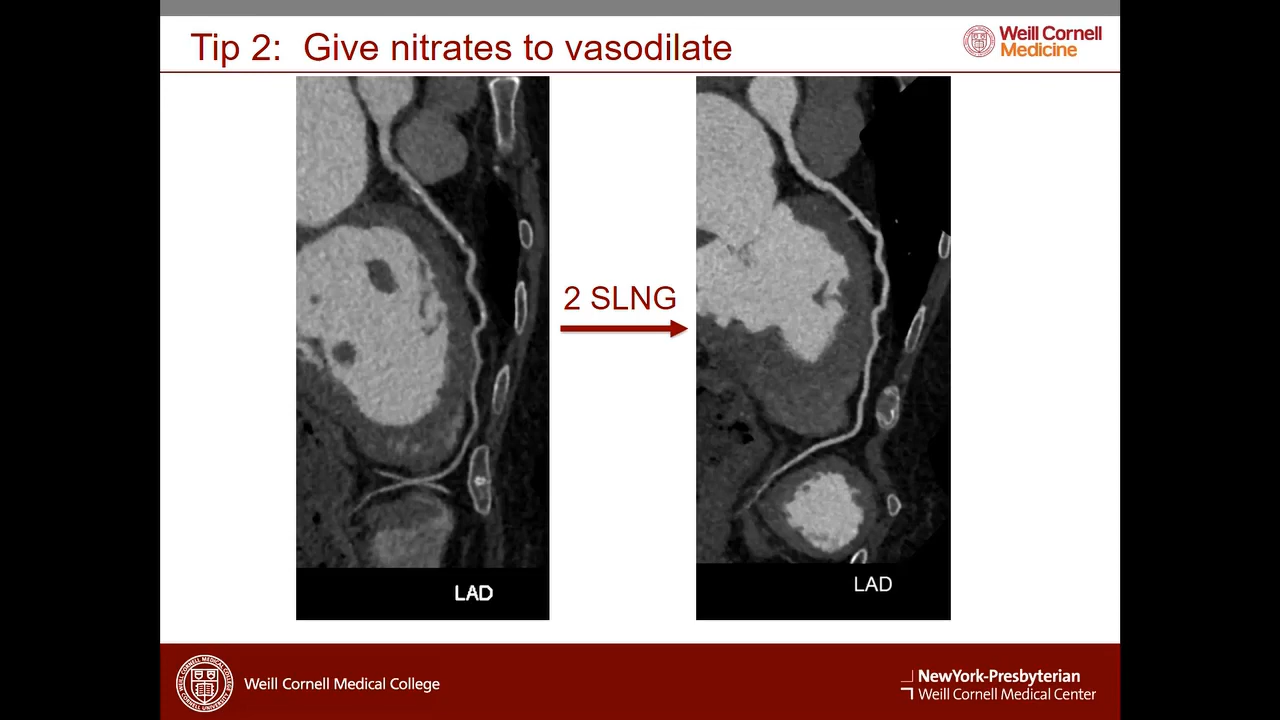 Tip 2:  Give nitrates to vasodilate
Weill Cornell
Medicine
2 SLNG
LAD
LAD
Weill Cornell Medical College
NewYork-Presbyterian
Weill Cornell Medical Center